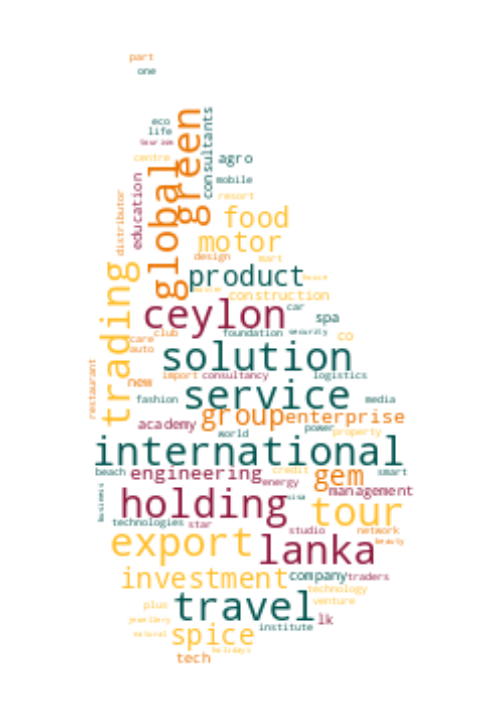 part
one
eco
life
tourism
centre
green
consultants
agro
education
global
mobile
resort
distributor
food
motor
design
mart
product
trading
construction
ceylon
car
spa
club
care
auto
foundation
security
co
solution
restaurant
new
import
consultancy
logistics
service
fashion
media
group
enterprise
academy
world
power
property
international
beach
engineering
credit
gem
smart
energy
management
business
holding
visa
tour
technologies
star
studio
network
beauty
export
lanka
investment
company
traders
technology
plus
travel
venture
jewellery
lk
institute
natural
spice
holidays
tech